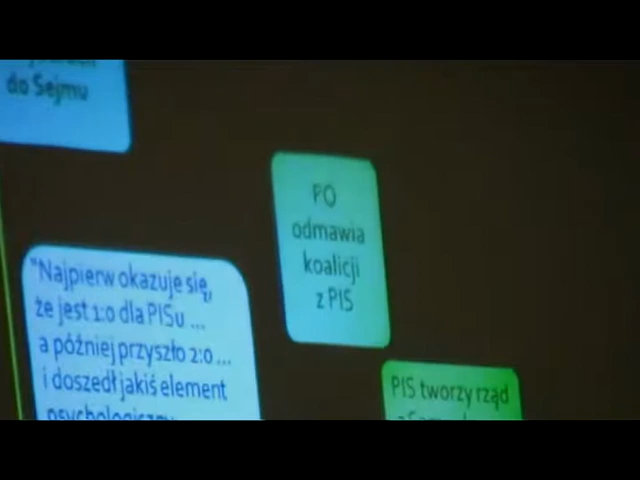 do Sejmu
PO
odmawia
koalicji
z PIS
"Najpierw okazuje się,
że jest 1:0 dla PISu ...
a później przyszło 2:0 ...
i doszedł jakiś element
psychologiczny
PIS tworzy rząd